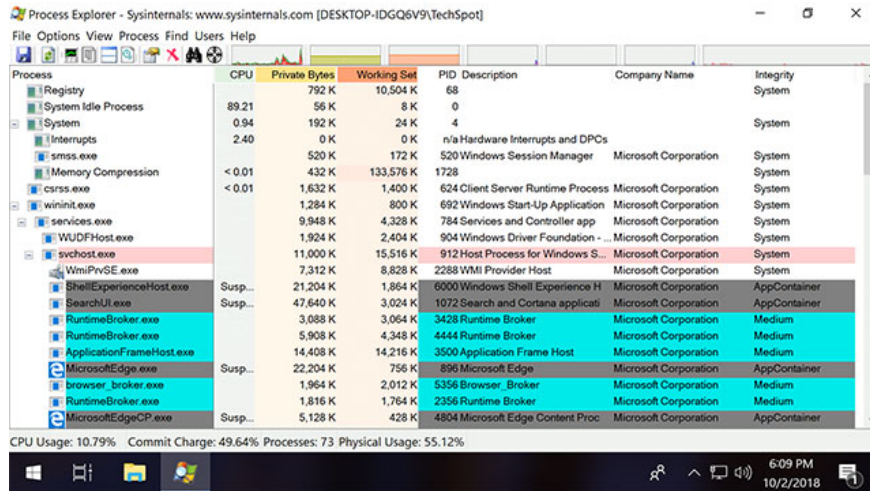 Process Explorer - Sysinternals: www.sysinternals.com [DESKTOP-IDGQ6V9\TechSpot]
File Options View Process Find Users Help
Process CPU Private Bytes Working Set PID Description Company Name Integrity
Registry 792 K 10,504 K 68 System
System Idle Process 89.21 56 K 8 K 0
System 0.94 192 K 24 K 4 System
Interrupts 2.40 0 K 0 K n/a Hardware Interrupts and DPCs
smss.exe 520 K 172 K 520 Windows Session Manager Microsoft Corporation System
Memory Compression < 0.01 432 K 133,576 K 1728 System
csrss.exe < 0.01 1,632 K 1,400 K 624 Client Server Runtime Process Microsoft Corporation System
wininit.exe 1,284 K 800 K 692 Windows Start-Up Application Microsoft Corporation System
services.exe 9,948 K 4,328 K 784 Services and Controller app Microsoft Corporation System
WUDFHost.exe 1,924 K 2,404 K 904 Windows Driver Foundation - ... Microsoft Corporation System
svchost.exe 11,000 K 15,516 K 912 Host Process for Windows S... Microsoft Corporation System
WmiPrvSE.exe 7,312 K 8,828 K 2288 WMI Provider Host Microsoft Corporation System
ShellExperienceHost.exe Susp... 21,204 K 1,864 K 6000 Windows Shell Experience H Microsoft Corporation AppContainer
SearchUI.exe Susp... 47,640 K 3,024 K 1072 Search and Cortana applicati Microsoft Corporation AppContainer
RuntimeBroker.exe 3,088 K 3,064 K 3428 Runtime Broker Microsoft Corporation Medium
RuntimeBroker.exe 5,908 K 4,348 K 4444 Runtime Broker Microsoft Corporation Medium
ApplicationFrameHost.exe 14,408 K 14,216 K 3500 Application Frame Host Microsoft Corporation Medium
MicrosoftEdge.exe Susp... 22,204 K 756 K 896 Microsoft Edge Microsoft Corporation AppContainer
browser_broker.exe 1,964 K 2,012 K 5356 Browser_Broker Microsoft Corporation Medium
RuntimeBroker.exe 1,816 K 1,764 K 2356 Runtime Broker Microsoft Corporation Medium
MicrosoftEdgeCP.exe Susp... 5,128 K 428 K 4804 Microsoft Edge Content Proc Microsoft Corporation AppContainer
CPU Usage: 10.79% Commit Charge: 49.64% Processes: 73 Physical Usage: 55.12%
6:09 PM
10/2/2018
1